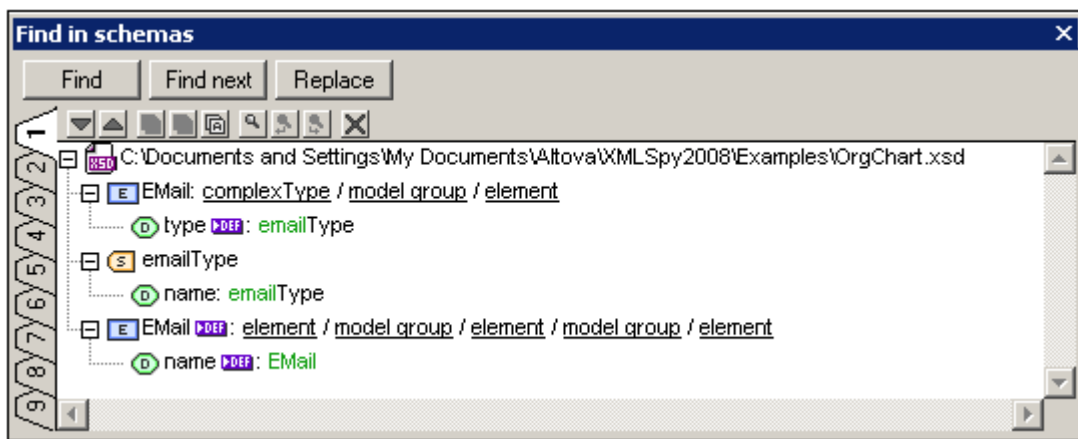 Find in schemas
Find Find next Replace
1
2
3
4
5
6
7
8
9
XSD C:\Documents and Settings\My Documents\Altova\XMLSpy2008\Examples\OrgChart.xsd
E EMail: complexType / model group / element
D type DEF: emailType
S emailType
D name: emailType
E EMail DEF: element / model group / element / model group / element
D name DEF: EMail